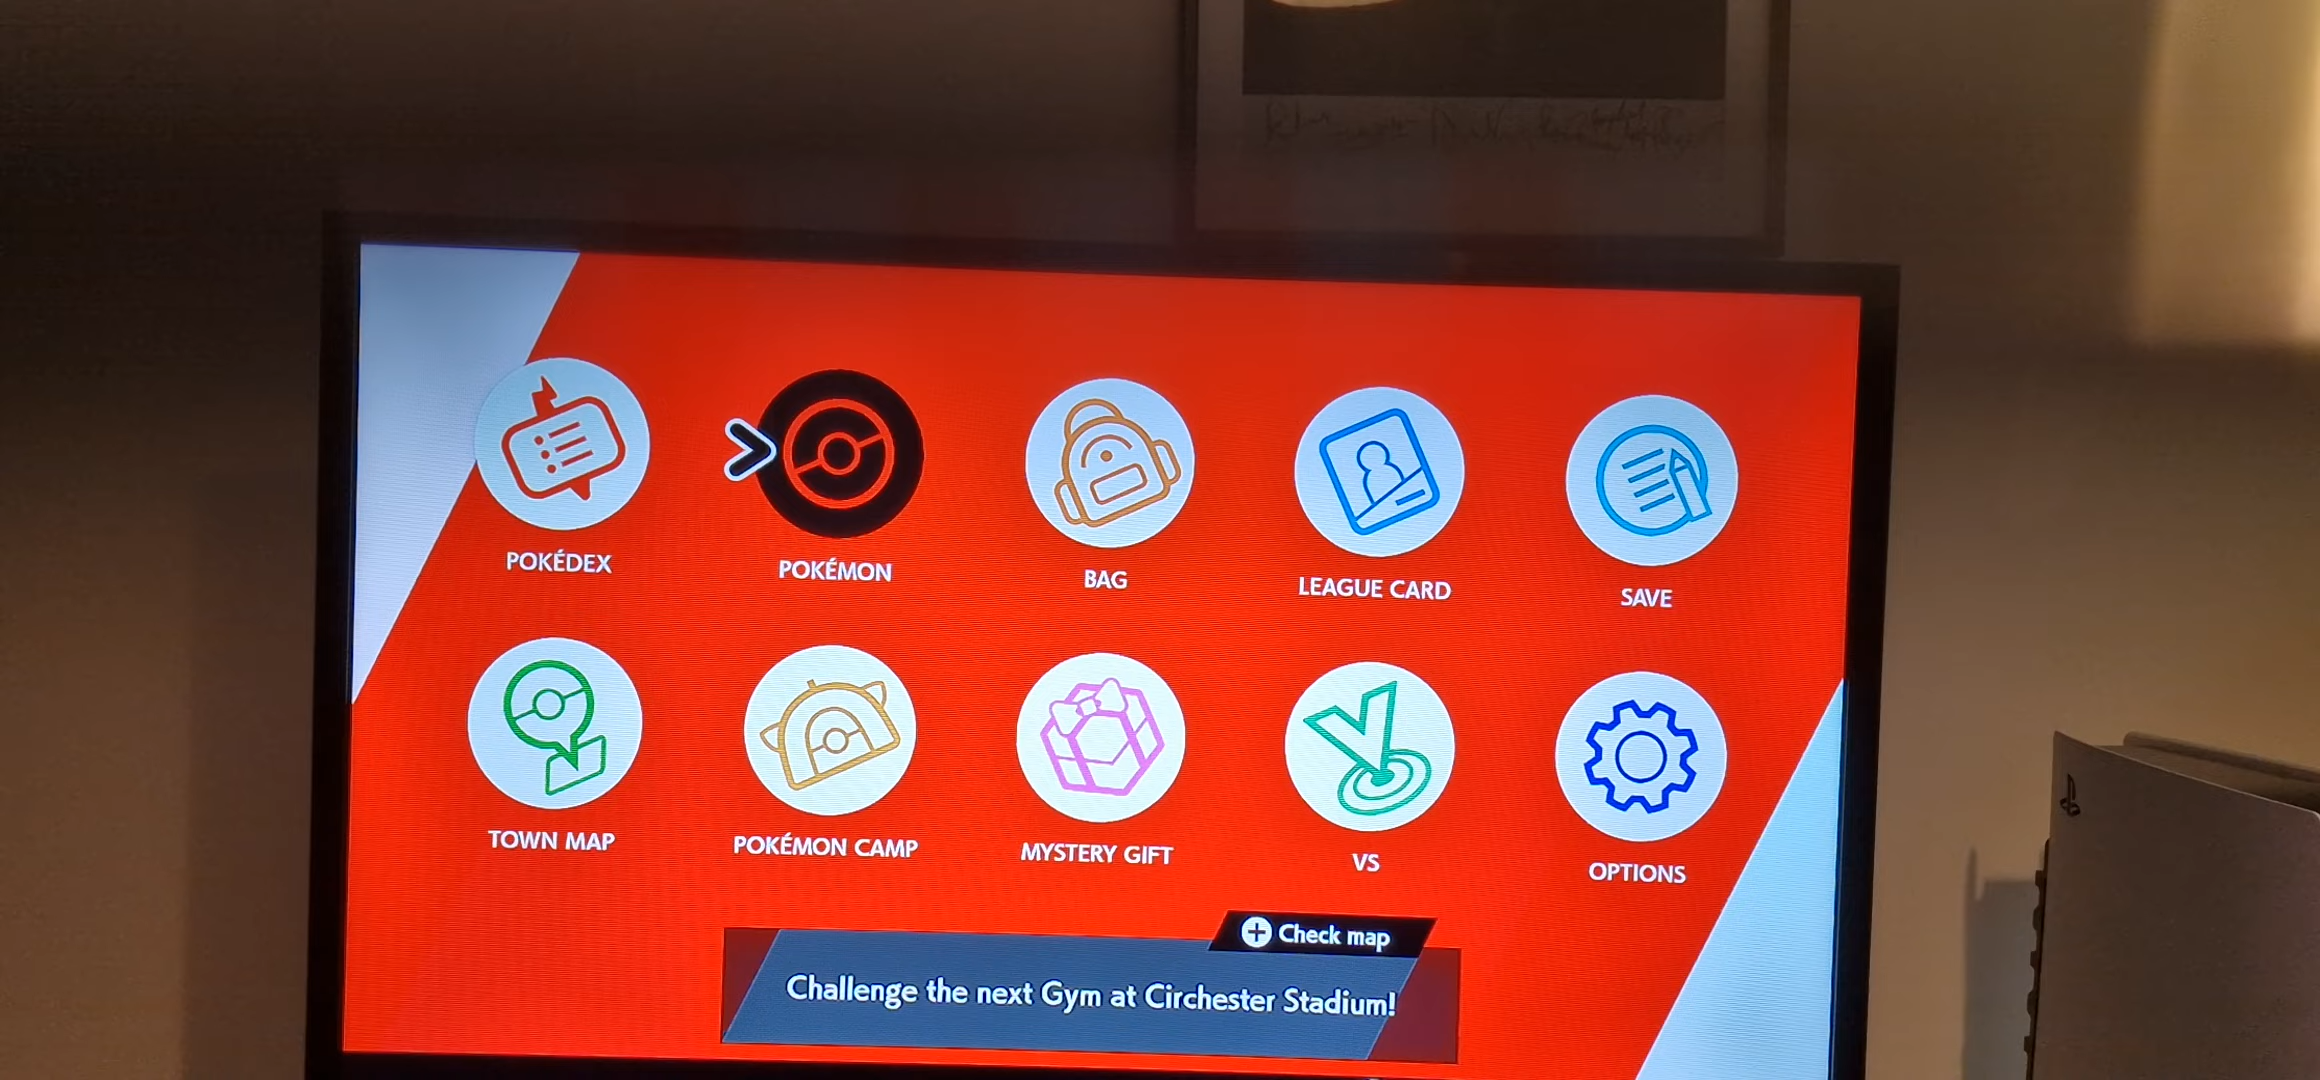 POKÉDEX
POKÉMON
BAG
LEAGUE CARD
SAVE
TOWN MAP
POKÉMON CAMP
MYSTERY GIFT
VS
OPTIONS
Check map
Challenge the next Gym at Circhester Stadium!